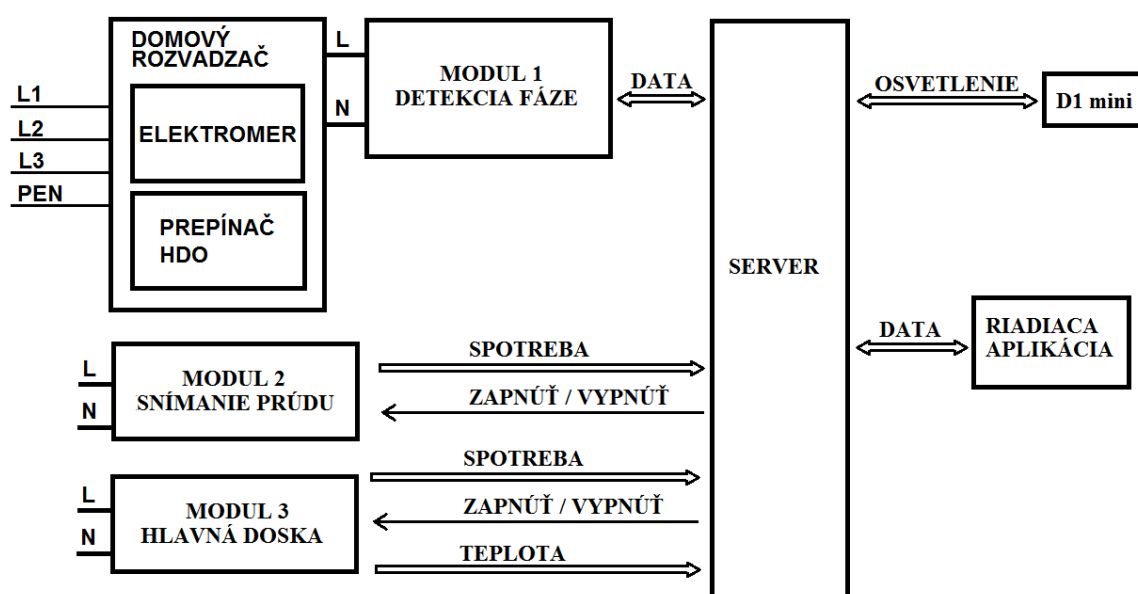 DOMOVÝ
ROZVADZAČ
L1
L2
L3
PEN
ELEKTROMER
PREPÍNAČ
HDO
L
N
MODUL 1
DETEKCIA FÁZE
DATA
SERVER
OSVETLENIE
D1 mini
DATA
RIADIACA
APLIKÁCIA
L
N
MODUL 2
SNÍMANIE PRÚDU
SPOTREBA
ZAPNÚŤ / VYPNÚŤ
L
N
MODUL 3
HLAVNÁ DOSKA
SPOTREBA
ZAPNÚŤ / VYPNÚŤ
TEPLOTA